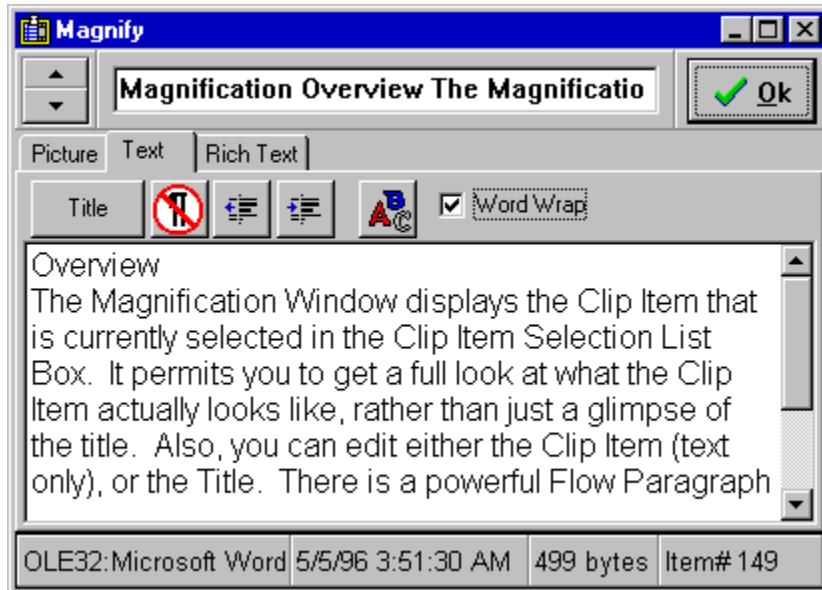 Magnify
Magnification Overview The Magnificatio
Ok
Picture Text Rich Text
Title
¶
ABC
Word Wrap
Overview
The Magnification Window displays the Clip Item that
is currently selected in the Clip Item Selection List
Box.  It permits you to get a full look at what the Clip
Item actually looks like, rather than just a glimpse of
the title.  Also, you can edit either the Clip Item (text
only), or the Title.  There is a powerful Flow Paragraph
OLE32:Microsoft Word 5/5/96 3:51:30 AM 499 bytes Item# 149